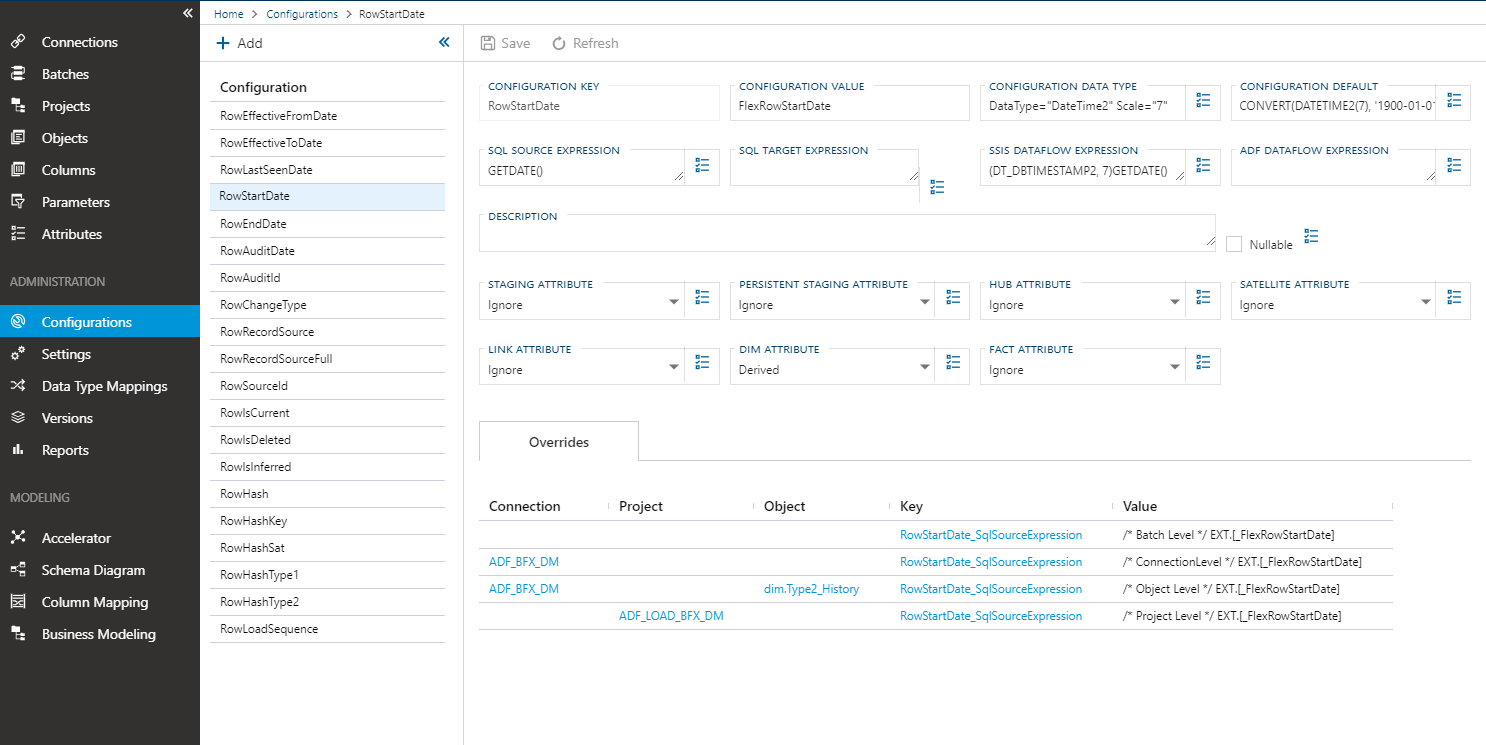 Home > Configurations > RowStartDate
Connections
Batches
Projects
Objects
Columns
Parameters
Attributes
ADMINISTRATION
Configurations
Settings
Data Type Mappings
Versions
Reports
MODELING
Accelerator
Schema Diagram
Column Mapping
Business Modeling
Add
Configuration
RowEffectiveFromDate
RowEffectiveToDate
RowLastSeenDate
RowStartDate
RowEndDate
RowAuditDate
RowAuditId
RowChangeType
RowRecordSource
RowRecordSourceFull
RowSourceId
RowIsCurrent
RowIsDeleted
RowIsInferred
RowHash
RowHashKey
RowHashSat
RowHashType1
RowHashType2
RowLoadSequence
Save Refresh
CONFIGURATION KEY
RowStartDate
CONFIGURATION VALUE
FlexRowStartDate
CONFIGURATION DATA TYPE
DataType="DateTime2" Scale="7"
CONFIGURATION DEFAULT
CONVERT(DATETIME2(7), '1900-01-01
SQL SOURCE EXPRESSION
GETDATE()
SQL TARGET EXPRESSION
SSIS DATAFLOW EXPRESSION
(DT_DBTIMESTAMP2, 7)GETDATE()
ADF DATAFLOW EXPRESSION
DESCRIPTION
Nullable
STAGING ATTRIBUTE
Ignore
PERSISTENT STAGING ATTRIBUTE
Ignore
HUB ATTRIBUTE
Ignore
SATELLITE ATTRIBUTE
Ignore
LINK ATTRIBUTE
Ignore
DIM ATTRIBUTE
Derived
FACT ATTRIBUTE
Ignore
Overrides
Connection Project Object Key Value
RowStartDate_SqlSourceExpression /* Batch Level */ EXT.[_FlexRowStartDate]
ADF_BFX_DM RowStartDate_SqlSourceExpression /* ConnectionLevel */ EXT.[_FlexRowStartDate]
ADF_BFX_DM dim.Type2_History RowStartDate_SqlSourceExpression /* Object Level */ EXT.[_FlexRowStartDate]
ADF_LOAD_BFX_DM RowStartDate_SqlSourceExpression /* Project Level */ EXT.[_FlexRowStartDate]